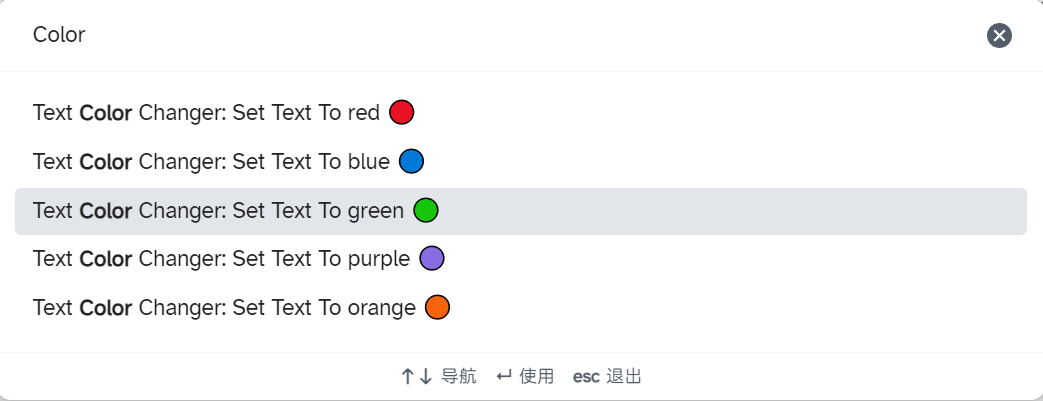 Color
Text Color Changer: Set Text To red
Text Color Changer: Set Text To blue
Text Color Changer: Set Text To green
Text Color Changer: Set Text To purple
Text Color Changer: Set Text To orange
↑↓ 导航 ↵ 使用 esc 退出